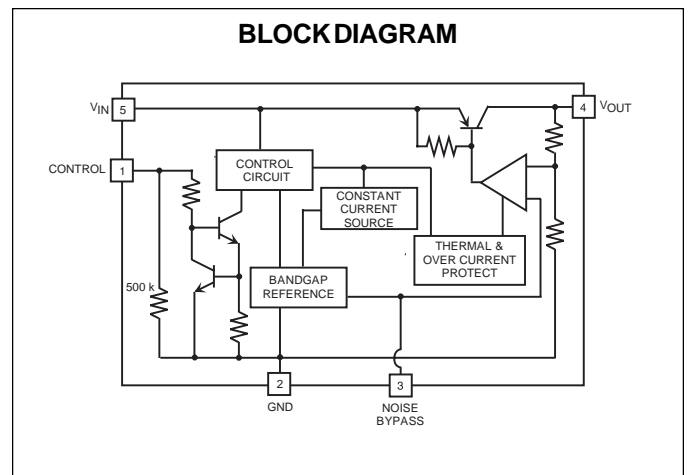 BLOCK DIAGRAM
VIN
5
4
VOUT
CONTROL
1
CONTROL
CIRCUIT
CONSTANT
CURRENT
SOURCE
THERMAL &
OVER CURRENT
PROTECT
BANDGAP
REFERENCE
500 k
2
3
GND
NOISE
BYPASS